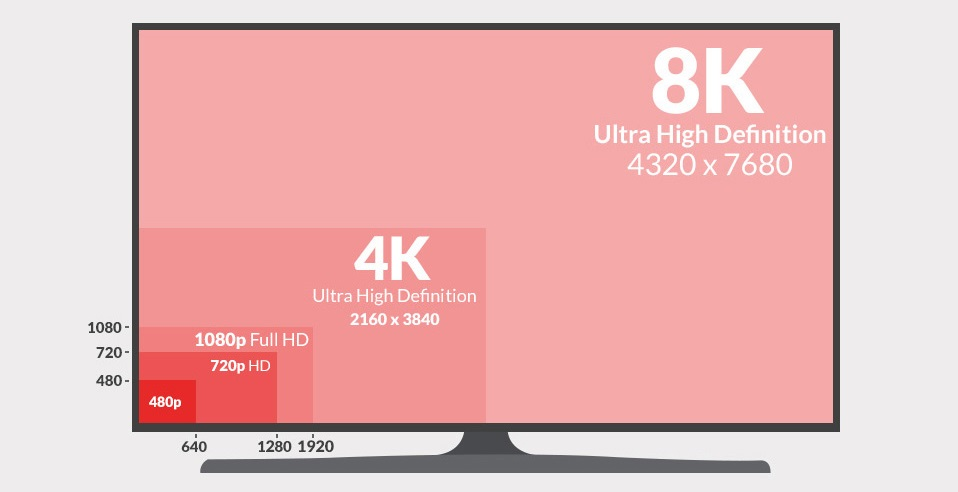 8K
Ultra High Definition
4320 x 7680
4K
Ultra High Definition
2160 x 3840
1080
1080p Full HD
720
720p HD
480
480p
640 1280 1920